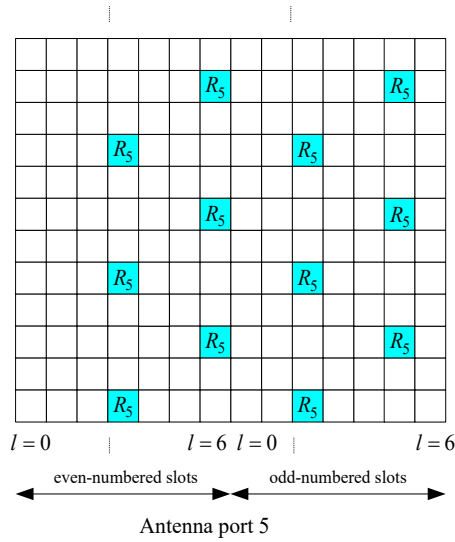 R5 R5
R5 R5
R5 R5
R5 R5
R5 R5
R5 R5
l = 0 l = 6 l = 0 l = 6
even-numbered slots odd-numbered slots
Antenna port 5